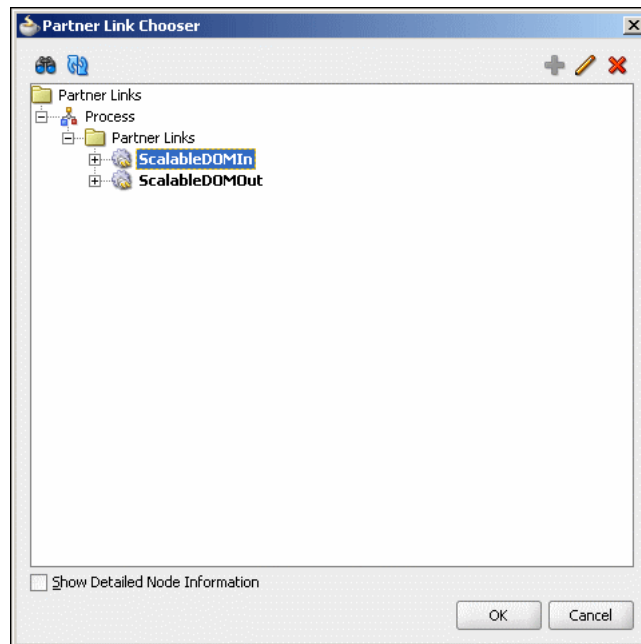 Partner Link Chooser
Partner Links
Process
Partner Links
ScalableDOMIn
ScalableDOMOut
Show Detailed Node Information
OK Cancel